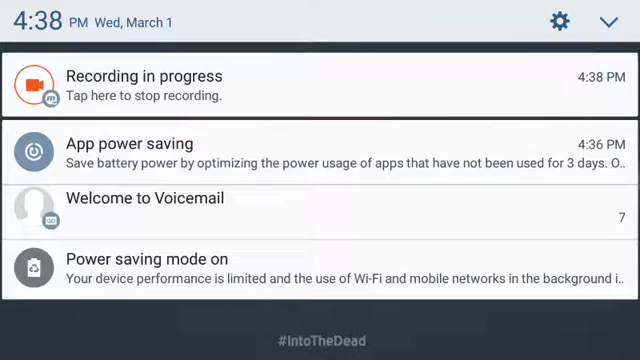 4:38 PM Wed, March 1
Recording in progress 4:38 PM
Tap here to stop recording.
App power saving 4:36 PM
Save battery power by optimizing the power usage of apps that have not been used for 3 days. O..
Welcome to Voicemail
7
Power saving mode on
Your device performance is limited and the use of Wi-Fi and mobile networks in the background i..
#IntoTheDead